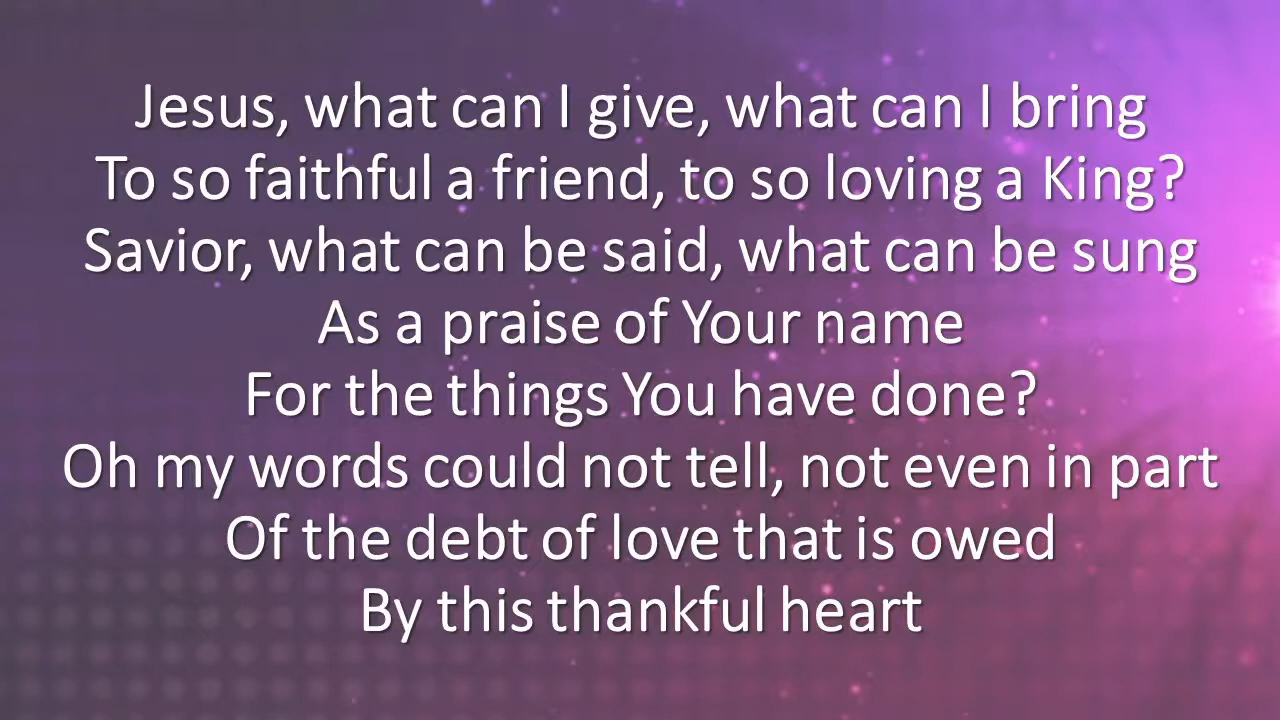 Jesus, what can I give, what can I bring
To so faithful a friend, to so loving a King?
Savior, what can be said, what can be sung
As a praise of Your name
For the things You have done?
Oh my words could not tell, not even in part
Of the debt of love that is owed
By this thankful heart